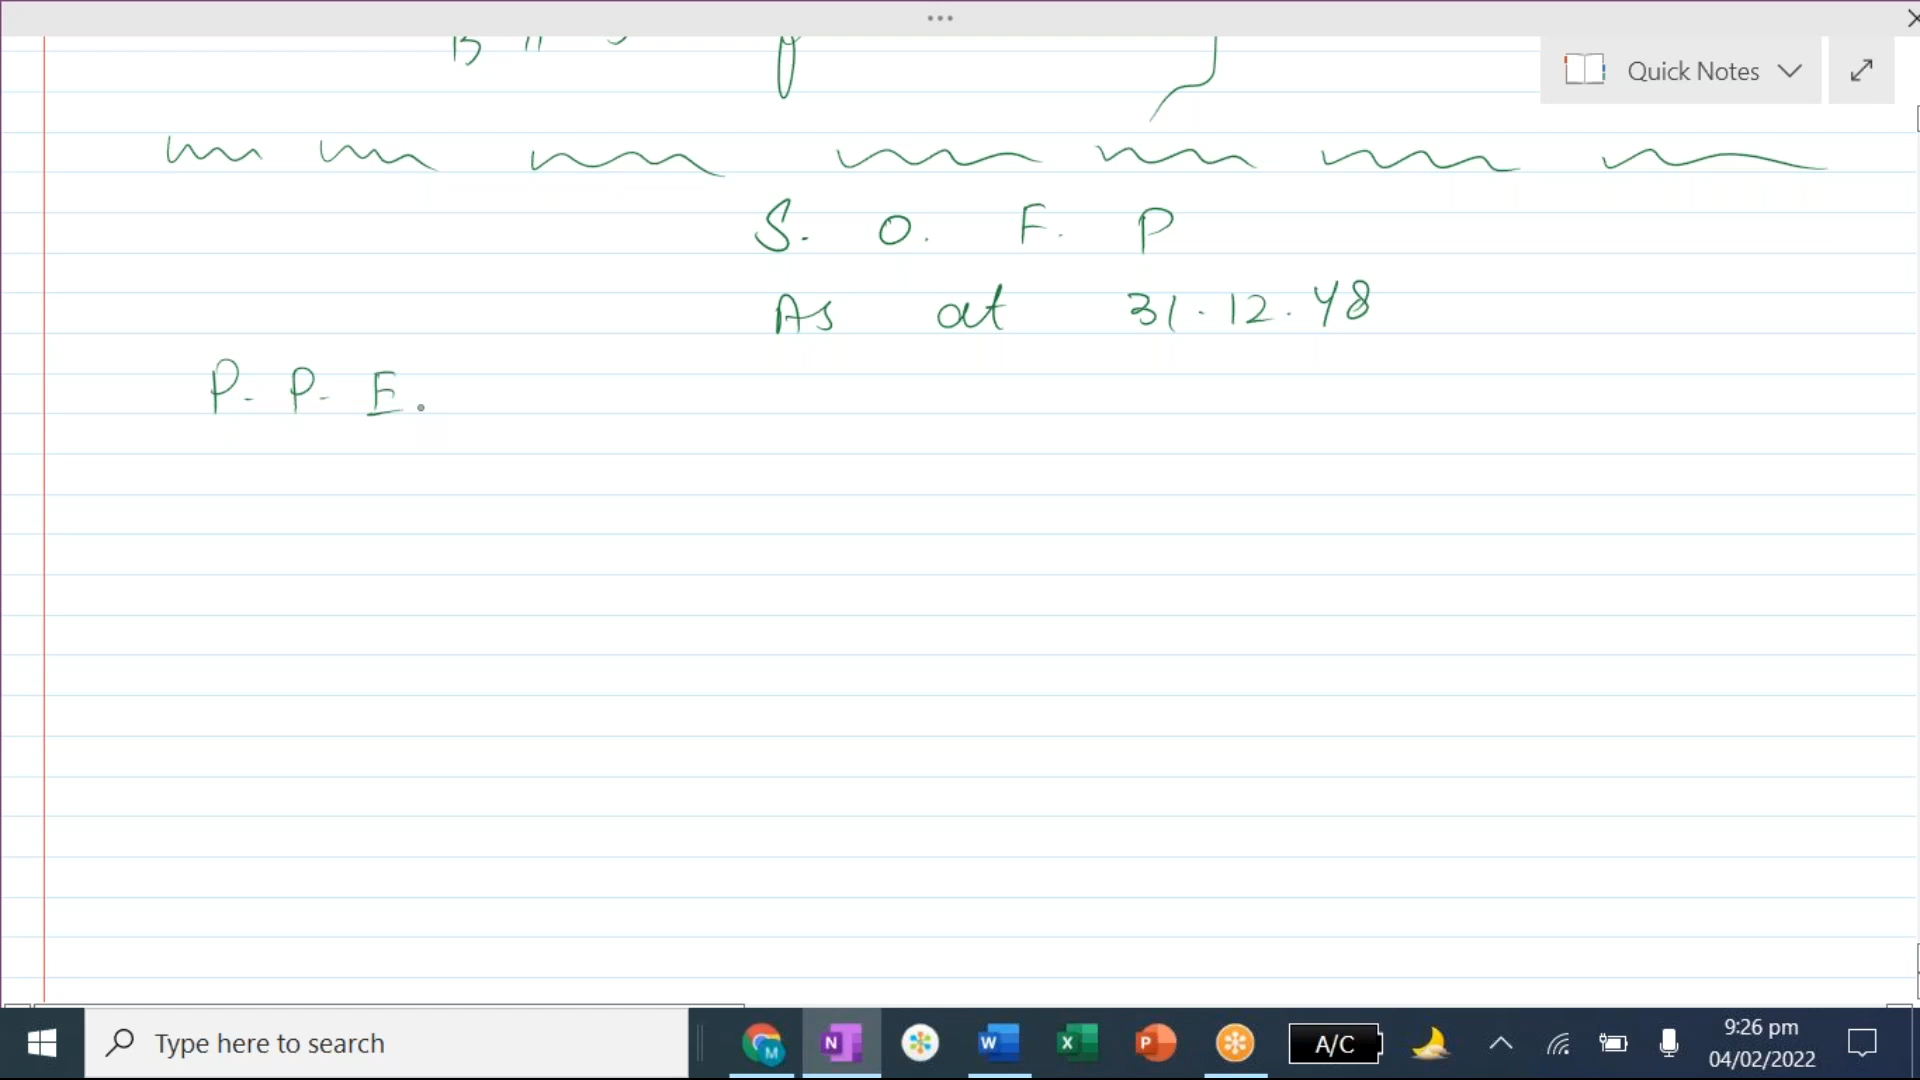 Quick Notes
S. O. F. P
As at 31.12.48
P. P. E.
Type here to search
A/C
9:26 pm
04/02/2022